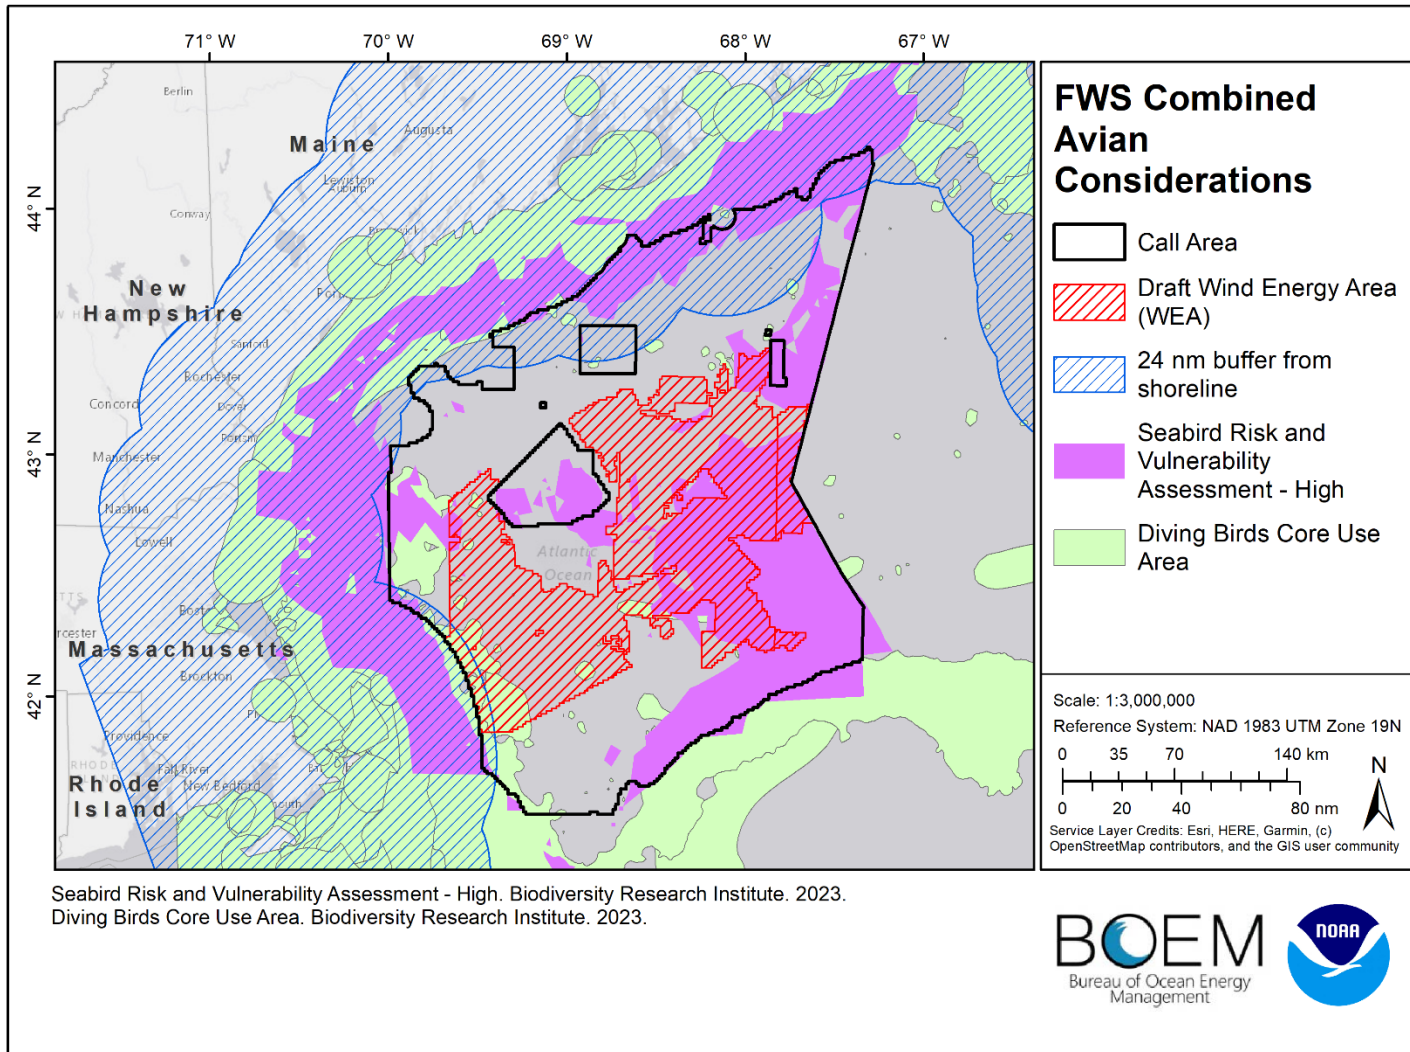 71° W
70° W
69° W
68° W
67° W
44° N
43° N
42° N
Berlin
Maine
Augusta
Lewiston
Auburn
Conway
New
Hampshire
Sanford
Rochester
Concord
Dover
Manchester
Nashua
Lowell
Atlantic
Ocean
Massachusetts
Brockton
Providence
Fall River
New Bedford
Rhode
Island
FWS Combined
Avian
Considerations
Call Area
Draft Wind Energy Area
(WEA)
24 nm buffer from
shoreline
Seabird Risk and
Vulnerability
Assessment - High
Diving Birds Core Use
Area
Scale: 1:3,000,000
Reference System: NAD 1983 UTM Zone 19N
0 35 70 140 km
N
0 20 40 80 nm
Service Layer Credits: Esri, HERE, Garmin, (c)
OpenStreetMap contributors, and the GIS user community
Seabird Risk and Vulnerability Assessment - High. Biodiversity Research Institute. 2023.
Diving Birds Core Use Area. Biodiversity Research Institute. 2023.
BOEM
Bureau of Ocean Energy
Management
NOAA